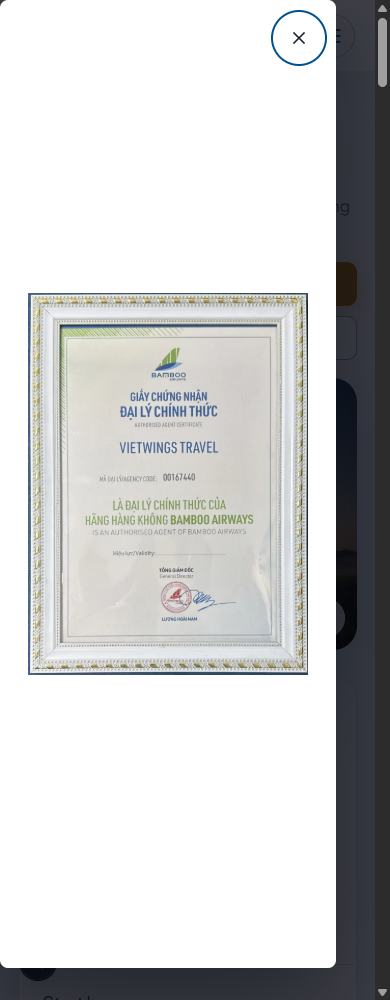 ng
BAMBOO
AIRWAYS
GIẤY CHỨNG NHẬN
ĐẠI LÝ CHÍNH THỨC
AUTHORISED AGENT CERTIFICATE
VIETWINGS TRAVEL
MÃ ĐẠI LÝ/AGENCY CODE: 00167440
LÀ ĐẠI LÝ CHÍNH THỨC CỦA
HÃNG HÀNG KHÔNG BAMBOO AIRWAYS
IS AN AUTHORISED AGENT OF BAMBOO AIRWAYS
Hiệu lực/Validity:
TỔNG GIÁM ĐỐC
General Director
LƯƠNG HOÀI NAM